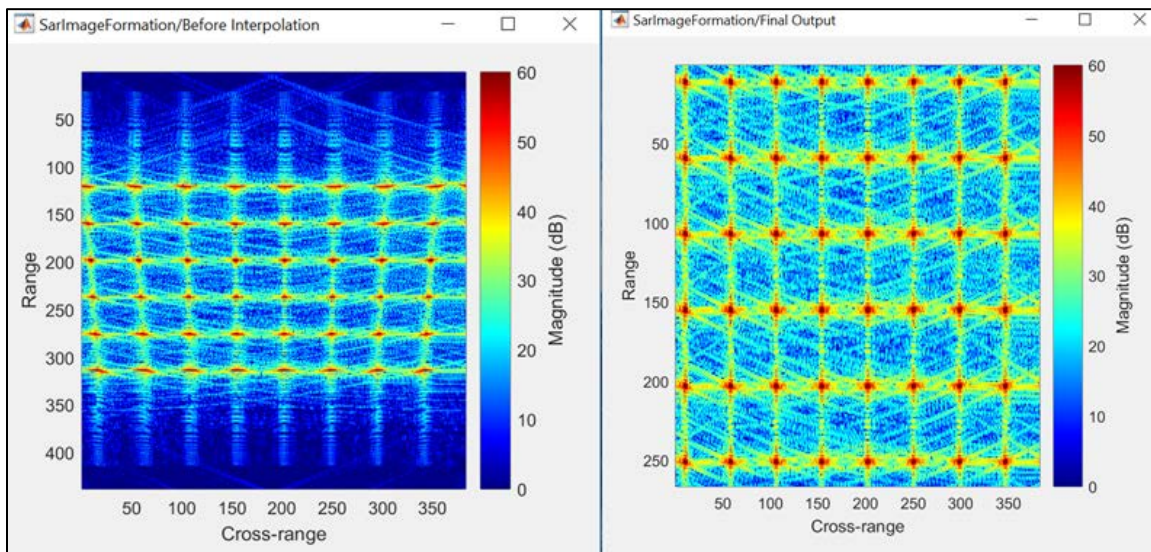 SarImageFormation/Before Interpolation
50
100
150
200
250
300
350
400
Range
50 100 150 200 250 300 350
Cross-range
60
50
40
30
20
10
0
Magnitude (dB)
SarImageFormation/Final Output
50
100
150
200
250
Range
50 100 150 200 250 300 350
Cross-range
60
50
40
30
20
10
0
Magnitude (dB)